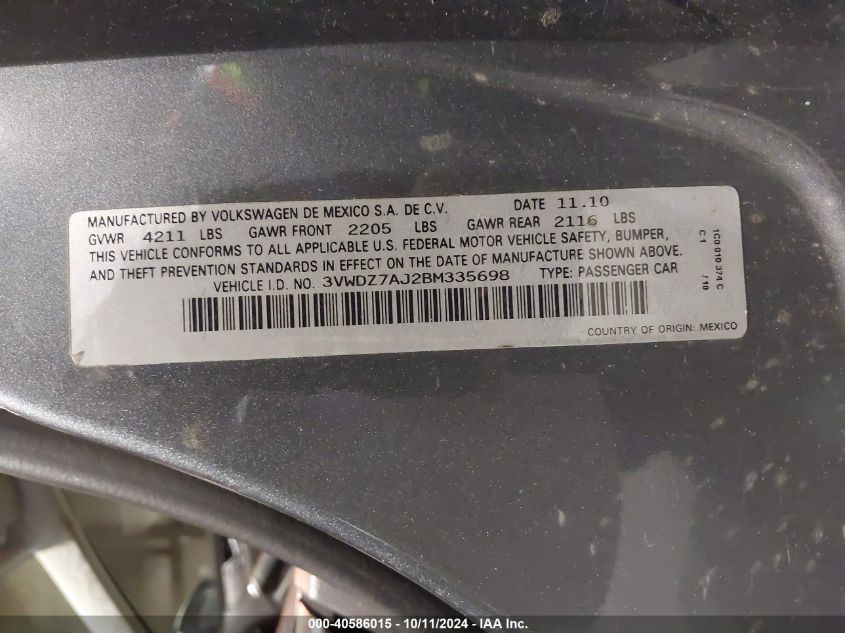 MANUFACTURED BY VOLKSWAGEN DE MEXICO S.A. DE C.V. DATE 11.10
GVWR 4211 LBS GAWR FRONT 2205 LBS GAWR REAR 2116 LBS
THIS VEHICLE CONFORMS TO ALL APPLICABLE U.S. FEDERAL MOTOR VEHICLE SAFETY, BUMPER,
AND THEFT PREVENTION STANDARDS IN EFFECT ON THE DATE OF MANUFACTURE SHOWN ABOVE.
VEHICLE I.D. NO. 3VWDZ7AJ2BM335698 TYPE: PASSENGER CAR
COUNTRY OF ORIGIN: MEXICO
1C0 010 374 C
C1 /10
000-40586015 - 10/11/2024 - IAA Inc.